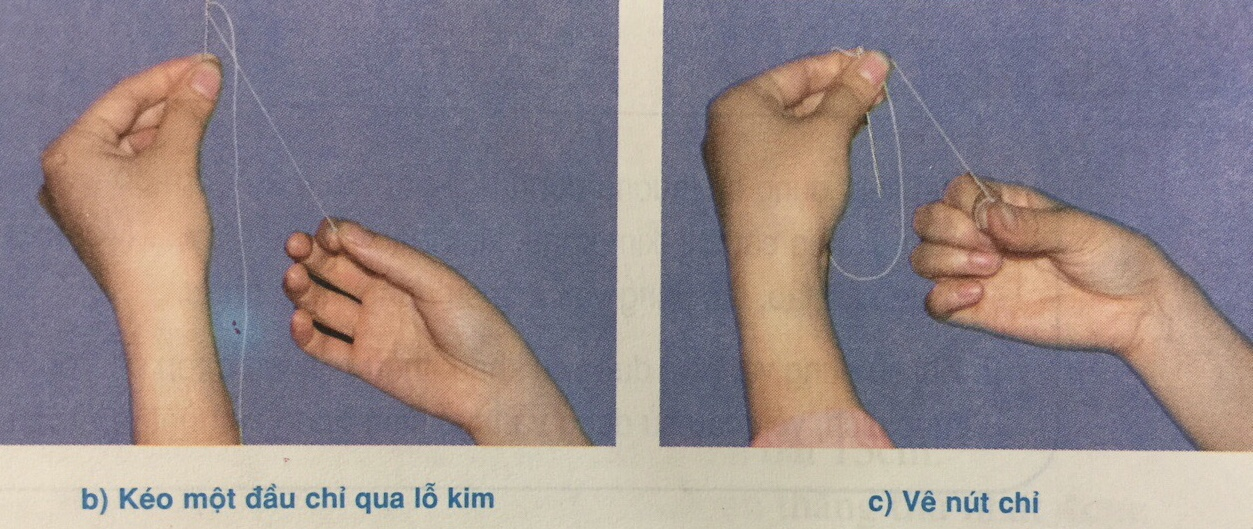 b) Kéo một đầu chỉ qua lỗ kim
c) Vê nút chỉ